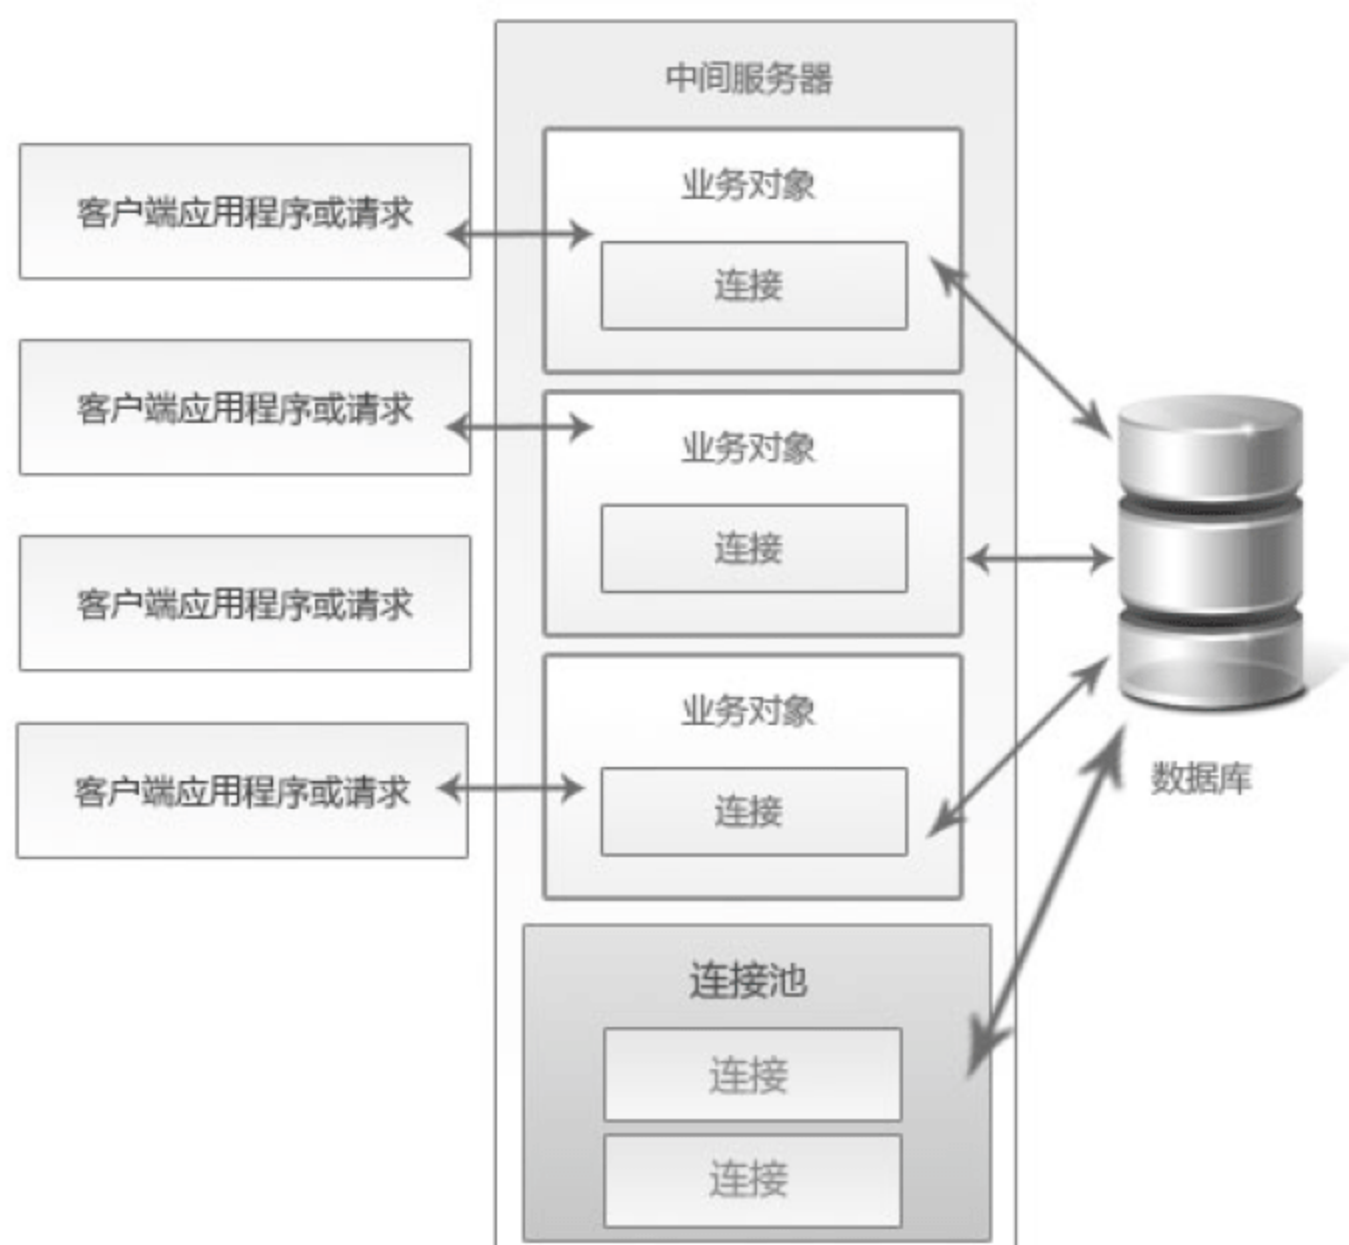 中间服务器
业务对象
客户端应用程序或请求
连接
客户端应用程序或请求
业务对象
连接
客户端应用程序或请求
业务对象
客户端应用程序或请求
连接
数据库
连接池
连接
连接